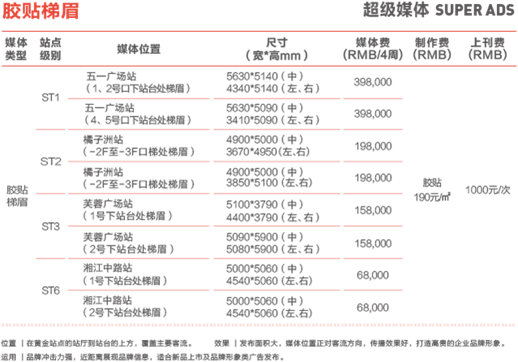 胶贴梯眉
超级媒体 SUPER ADS
媒体类型 站点级别 媒体位置 尺寸（宽*高mm） 媒体费（RMB/4周） 制作费（RMB） 上刊费（RMB）
胶贴梯眉
胶贴 190元/㎡
1000元/次
ST1
五一广场站 5630*5140（中）
（1、2号口下站台处梯眉） 4340*5140（左、右） 398,000
五一广场站 5630*5090（中）
（4、5号口下站台处梯眉） 3410*5090（左、右） 398,000
ST2
橘子洲站 4900*5000（中）
（-2F至-3F口梯处梯眉） 3670*4950(左、右） 198,000
橘子洲站 4900*5000（中）
（-2F至-3F口梯处梯眉） 3850*5100（左、右） 198,000
ST3
芙蓉广场站 5100*3790（中）
（1号下站台处梯眉） 4400*3790（左、右） 158,000
芙蓉广场站 5090*5900（中）
（2号下站台处梯眉） 5080*5900（左、右） 158,000
ST6
湘江中路站 5000*5060（中）
（1号下站台处梯眉） 4540*5060（左、右） 68,000
湘江中路站 5000*5060（中）
（2号下站台处梯眉） 4540*5060（左、右） 68,000
位置 | 在黄金站点的站厅到站台的上方，覆盖主要客流。 效果 | 发布面积大、媒体位置正对客流方向，传播效果好，打造高贵的企业品牌形象。
运用 | 品牌冲击力强，近距离展现品牌信息，适合新品上市及品牌形象类广告发布。